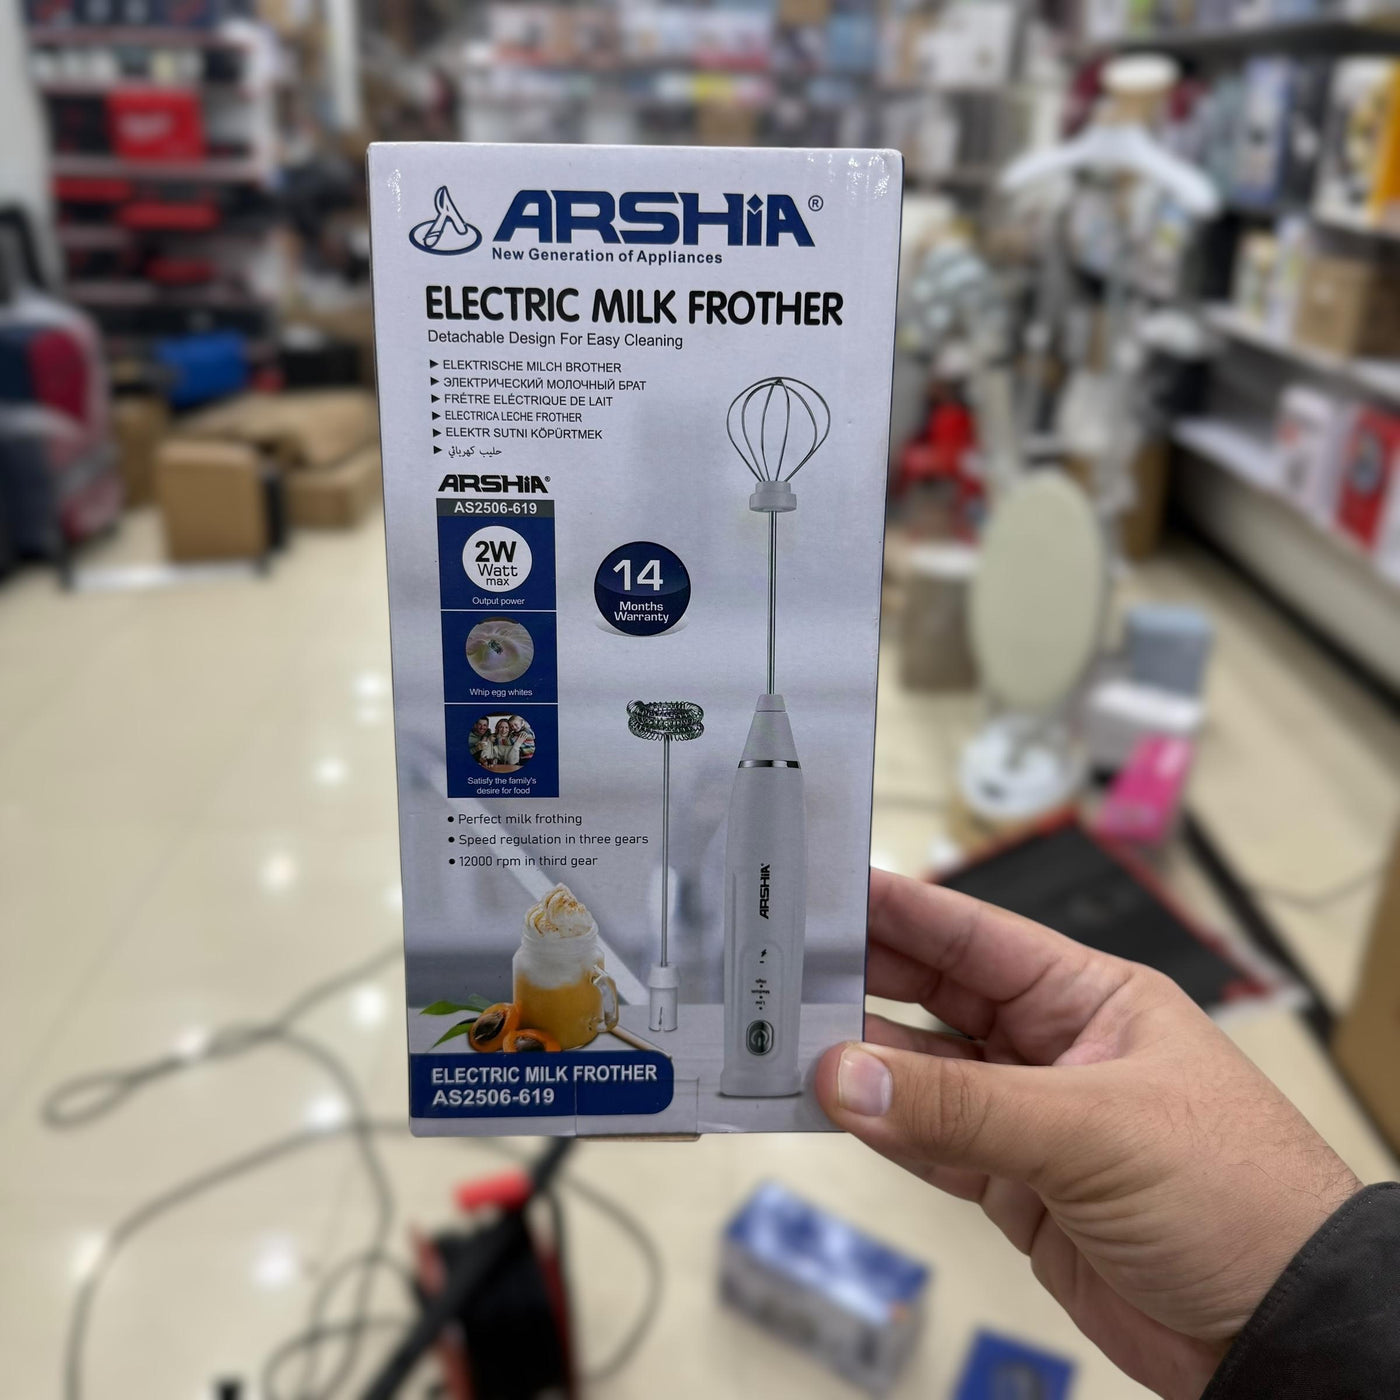 ARSHiA®
New Generation of Appliances
ELECTRIC MILK FROTHER
Detachable Design For Easy Cleaning
► ELEKTRISCHE MILCH BROTHER
► ЭЛЕКТРИЧЕСКИЙ МОЛОЧНЫЙ БРАТ
► FRÉTRE ELÈCTRIQUE DE LAIT
► ELECTRICA LECHE FROTHER
► ELEKTR SUTNI KÖPÜRTMEK
► حليب كهربائي
ARSHiA®
AS2506-619
2W
Watt
max
Output power
Whip egg whites
Satisfy the family's
desire for food
14
Months
Warranty
• Perfect milk frothing
• Speed regulation in three gears
• 12000 rpm in third gear
ARSHiA
ELECTRIC MILK FROTHER
AS2506-619